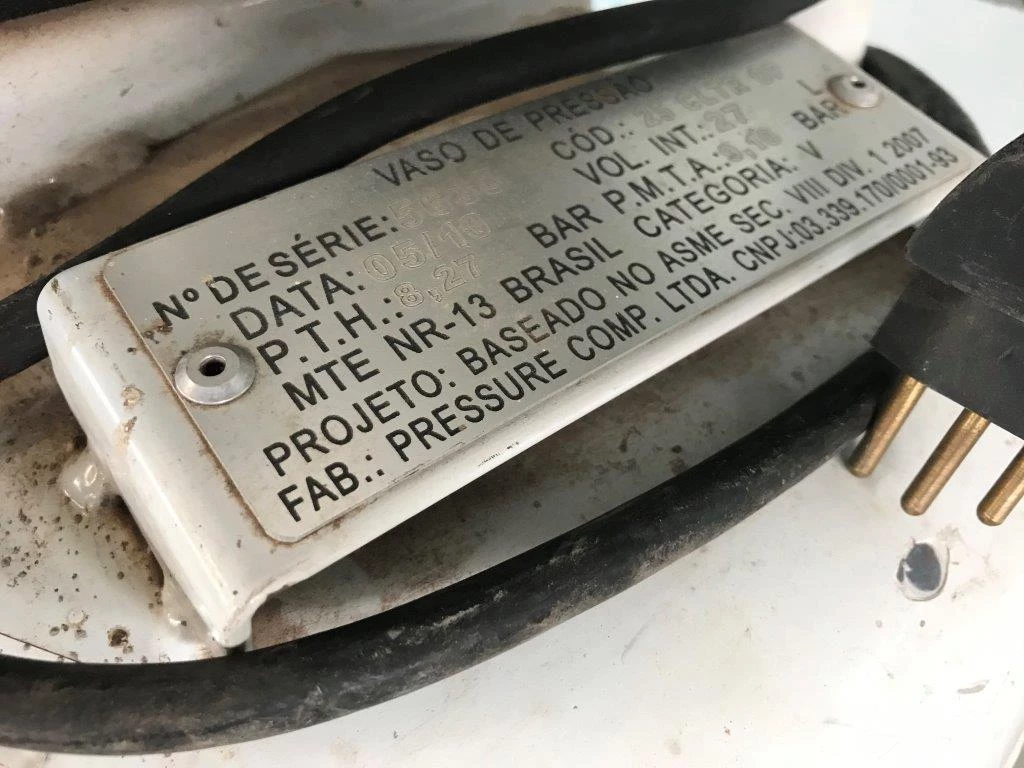 VASO DE PRESSÃO
Nº DE SÉRIE: CÓD.: 25
DATA: 05/10 VOL. INT.: 27 L
P.T.H.: 8,27 BAR P.M.T.A.: BAR
MTE NR-13 BRASIL CATEGORIA: V
PROJETO: BASEADO NO ASME SEC. VIII DIV. 1 2007
FAB.: PRESSURE COMP. LTDA. CNPJ:03.339.170/0001-93